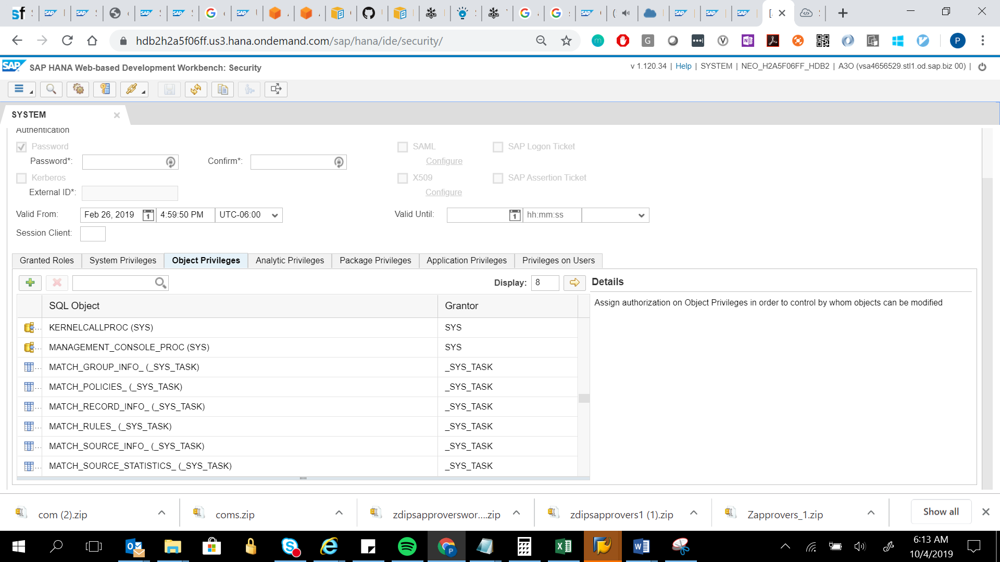 hdb2h2a5f06ff.us3.hana.ondemand.com/sap/hana/ide/security/
SAP SAP HANA Web-based Development Workbench: Security
v 1.120.34 | Help | SYSTEM | NEO_H2A5F06FF_HDB2 | A3O (vsa4656529.stl1.od.sap.biz 00) |
SYSTEM
Authentication
Password SAML SAP Logon Ticket
Password*: Confirm*: Configure
Kerberos X509 SAP Assertion Ticket
External ID*: Configure
Valid From: Feb 26, 2019 4:59:50 PM UTC-06:00 Valid Until: hh:mm:ss
Session Client:
Granted Roles System Privileges Object Privileges Analytic Privileges Package Privileges Application Privileges Privileges on Users
Display: 8 Details
Assign authorization on Object Privileges in order to control by whom objects can be modified
SQL Object Grantor
KERNELCALLPROC (SYS) SYS
MANAGEMENT_CONSOLE_PROC (SYS) SYS
MATCH_GROUP_INFO_ (_SYS_TASK) _SYS_TASK
MATCH_POLICIES_ (_SYS_TASK) _SYS_TASK
MATCH_RECORD_INFO_ (_SYS_TASK) _SYS_TASK
MATCH_RULES_ (_SYS_TASK) _SYS_TASK
MATCH_SOURCE_INFO_ (_SYS_TASK) _SYS_TASK
MATCH_SOURCE_STATISTICS_ (_SYS_TASK) _SYS_TASK
com (2).zip coms.zip zdipsapproverswor....zip zdipsapprovers1 (1).zip Zapprovers_1.zip Show all
6:13 AM
10/4/2019